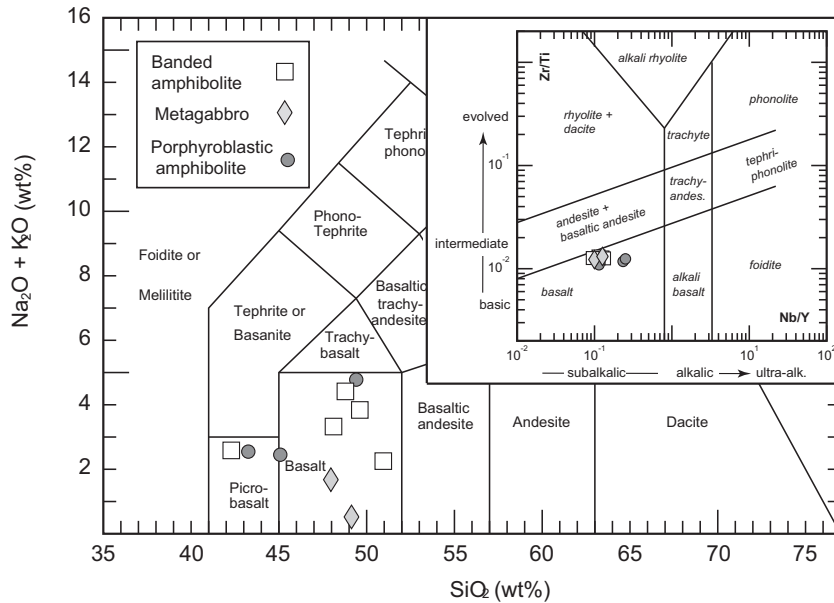 16
14
12
10
8
6
4
2
Na2O + K2O (wt%)
35
40
45
50
55
60
65
70
75
SiO2 (wt%)
Banded
amphibolite
Metagabbro
Porphyroblastic
amphibolite
Foidite or
Melilitite
Tephri
phono
Phono-
Tephrite
Tephrite or
Basanite
Basaltic
trachy-
andesite
Trachy-
basalt
Basalt
Picro-
basalt
Basaltic
andesite
Andesite
Dacite
Zr/Ti
alkali rhyolite
rhyolite +
dacite
phonolite
trachyte
tephri-
phonolite
trachy-
andes.
andesite +
basaltic andesite
basalt
alkali
basalt
foidite
Nb/Y
evolved
intermediate
basic
10-1
10-2
10-2
10-1
100
101
102
subalkalic
alkalic
ultra-alk.